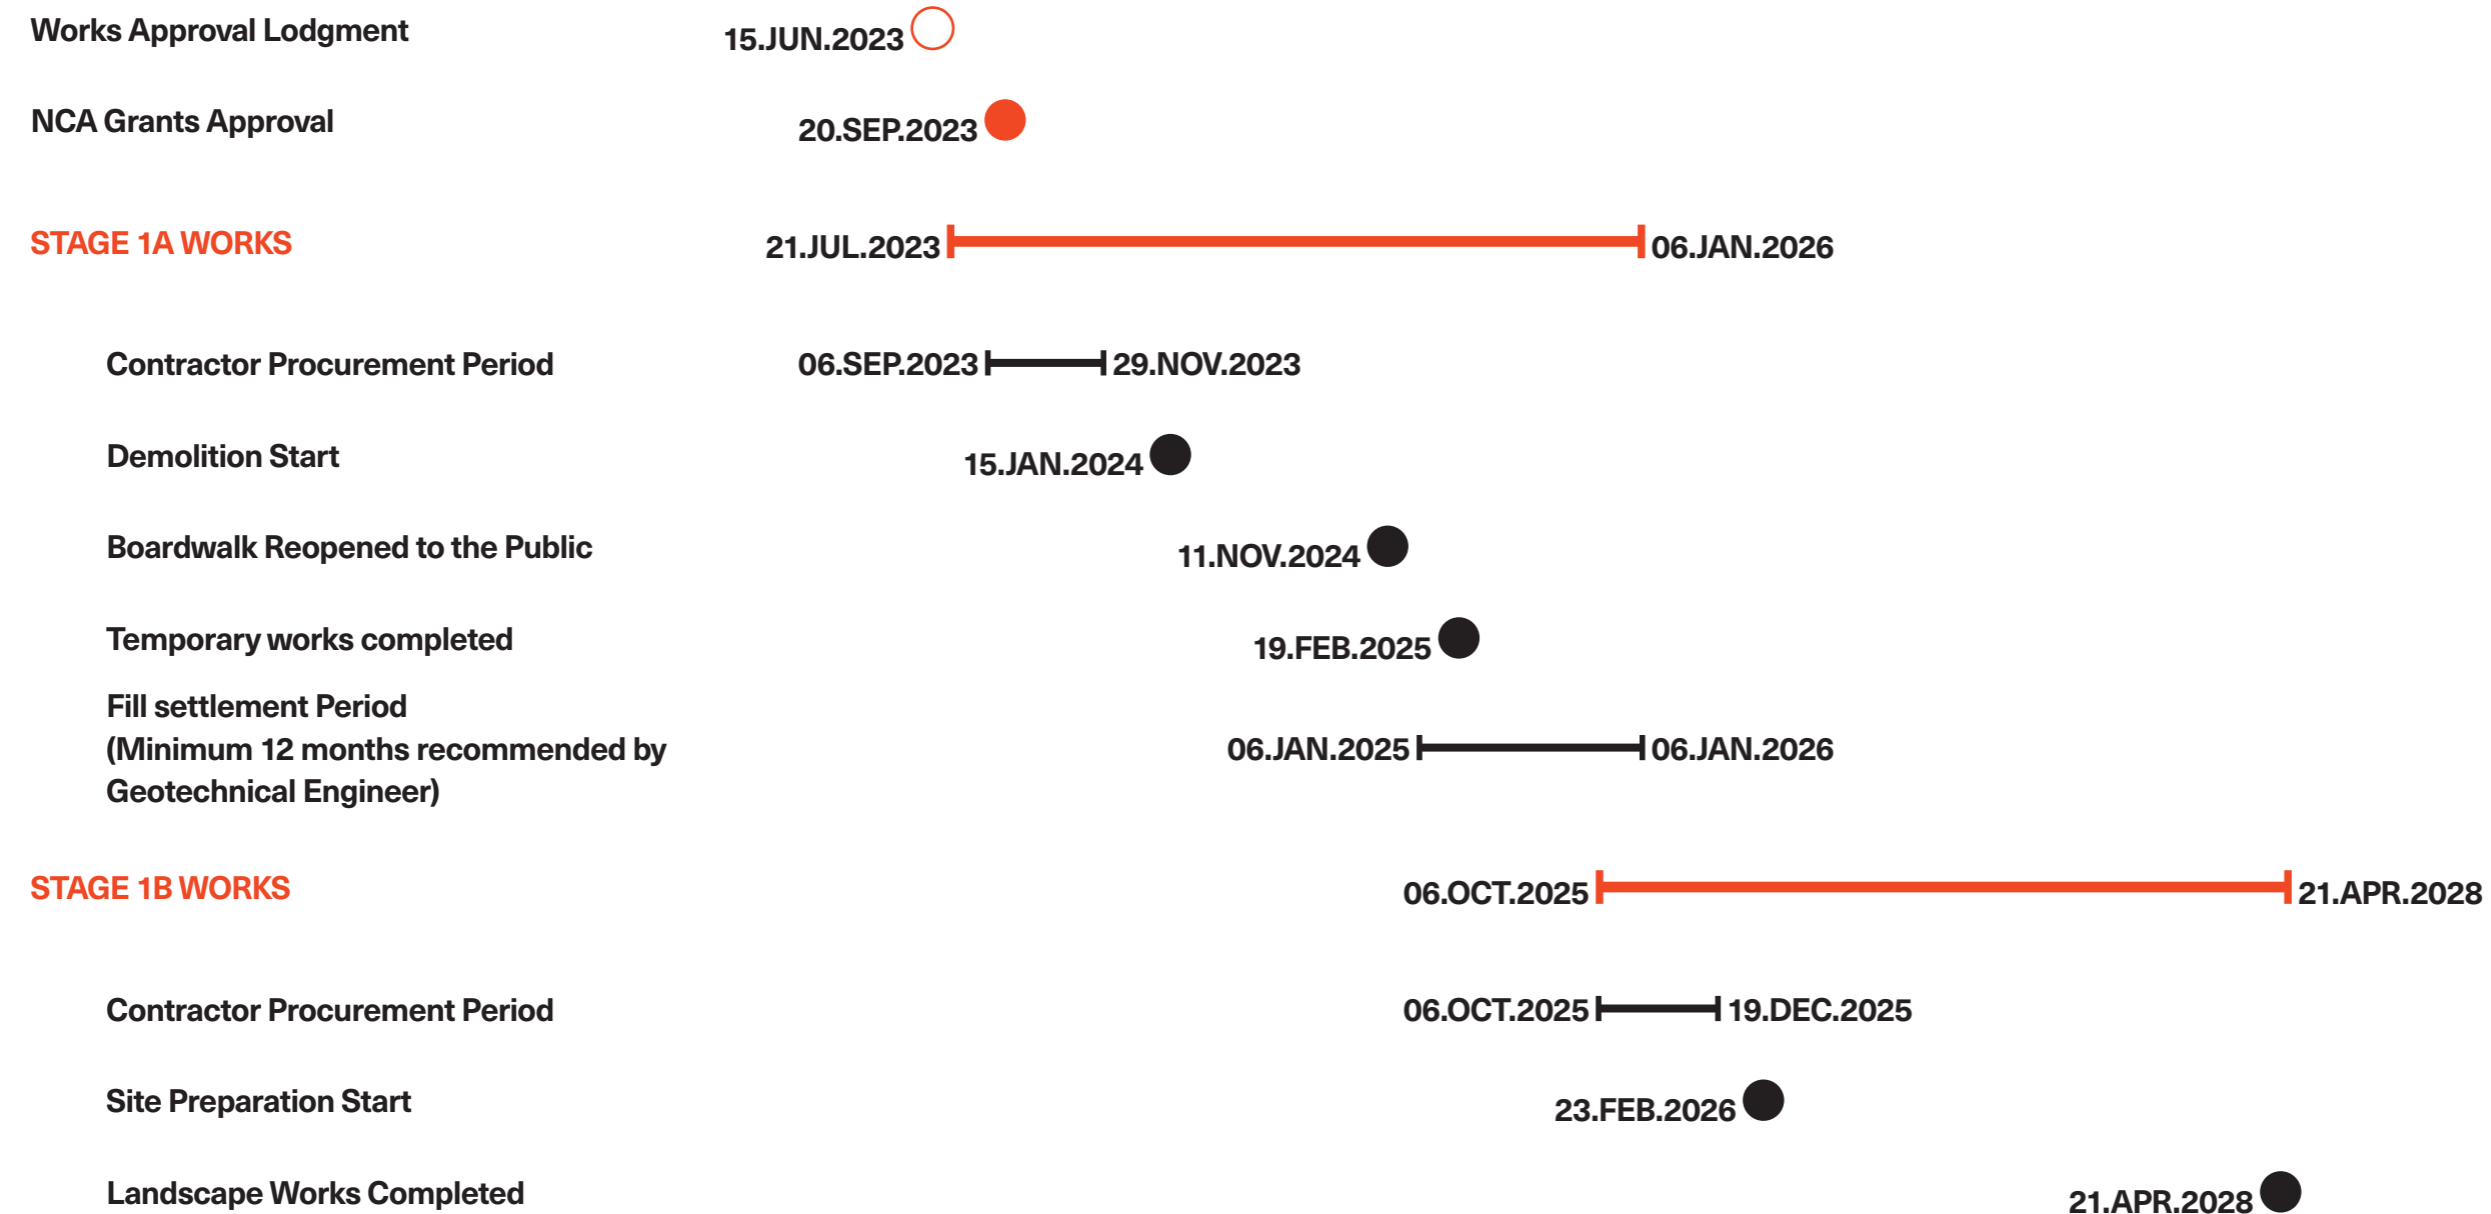 Works Approval Lodgment 15.JUN.2023
NCA Grants Approval 20.SEP.2023
STAGE 1A WORKS 21.JUL.2023 06.JAN.2026
Contractor Procurement Period 06.SEP.2023 29.NOV.2023
Demolition Start 15.JAN.2024
Boardwalk Reopened to the Public 11.NOV.2024
Temporary works completed 19.FEB.2025
Fill settlement Period
(Minimum 12 months recommended by 06.JAN.2025 06.JAN.2026
Geotechnical Engineer)
STAGE 1B WORKS 06.OCT.2025 21.APR.2028
Contractor Procurement Period 06.OCT.2025 19.DEC.2025
Site Preparation Start 23.FEB.2026
Landscape Works Completed 21.APR.2028